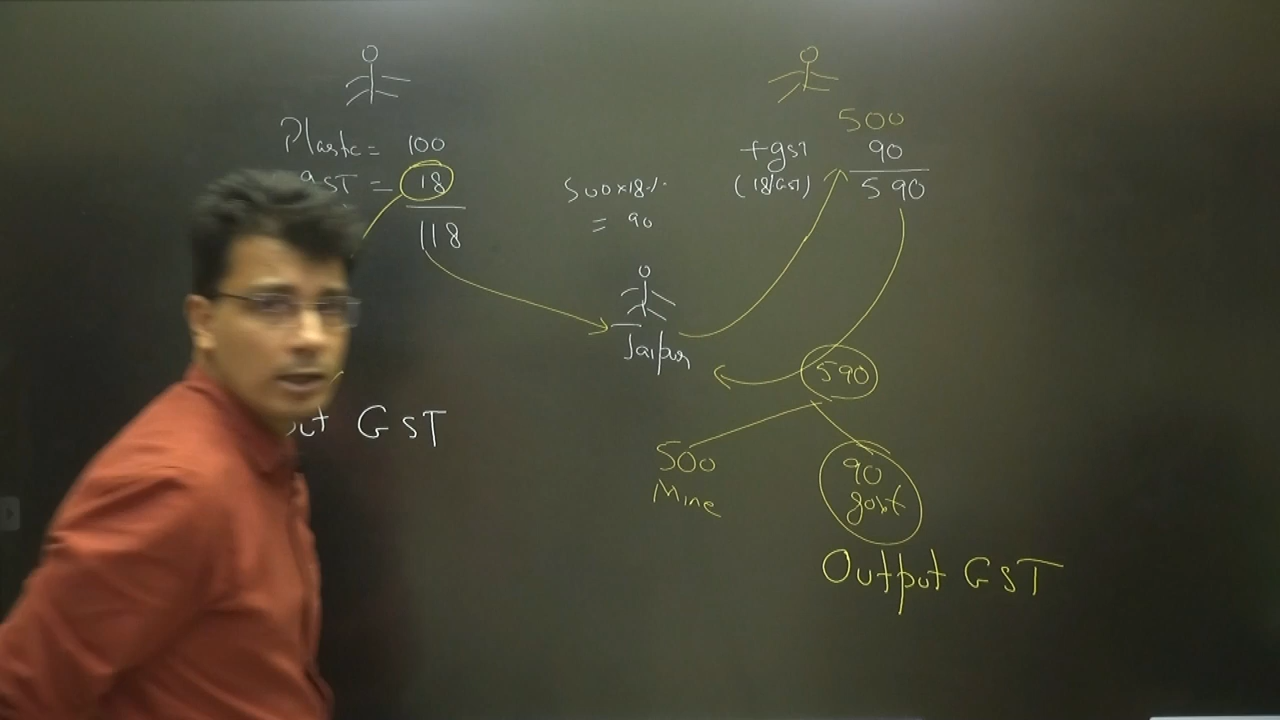 Plastc = 100
GST = 18
118
500×18%
= 90
500
+gst 90
(18%GST) 590
Jaipur
590
500
Mine
90
govt
Output GST
ut GST